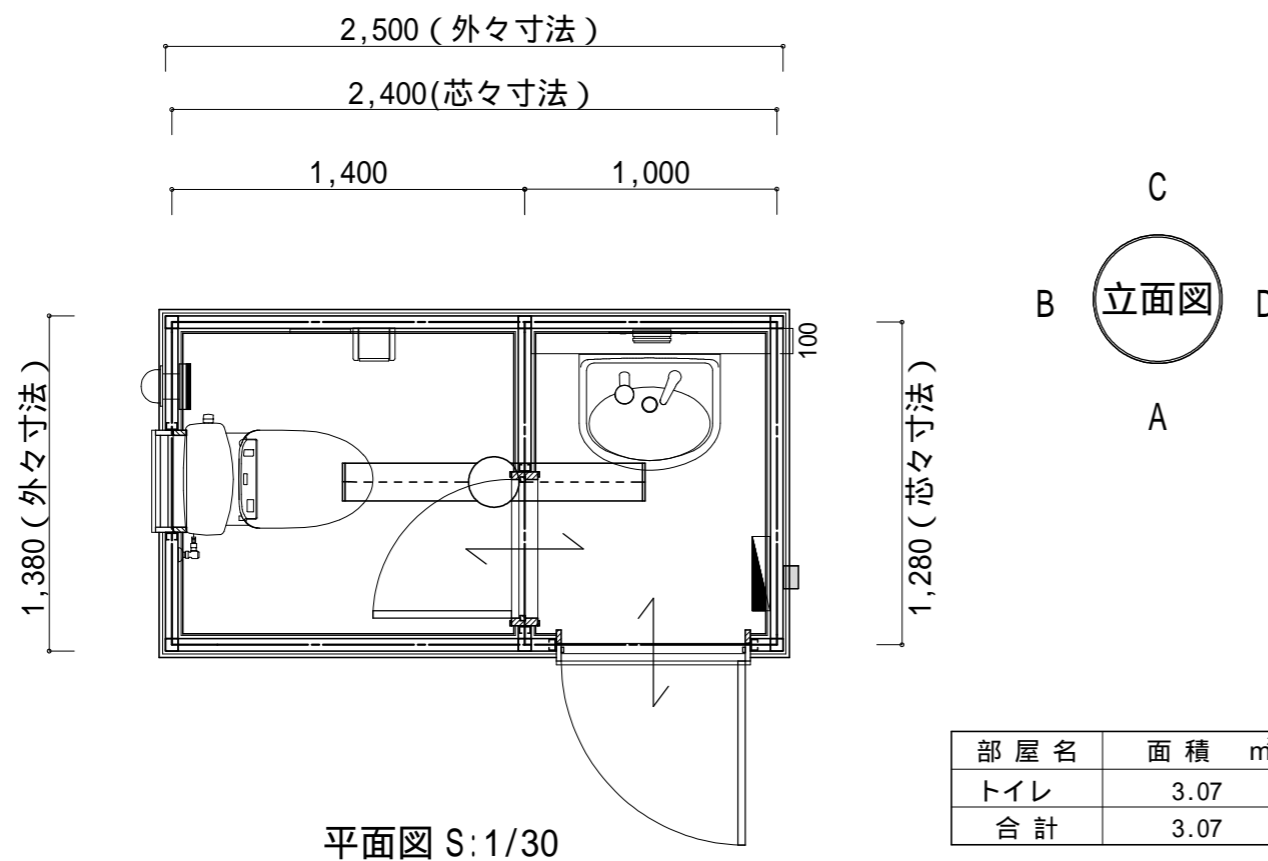 2,500(外々寸法)
2,400(芯々寸法)
1,400 1,000
C
B 立面図 D
A
100
1,380(外々寸法)
1,280(芯々寸法)
部屋名 面積 ㎡
トイレ 3.07
合計 3.07
平面図 S:1/30